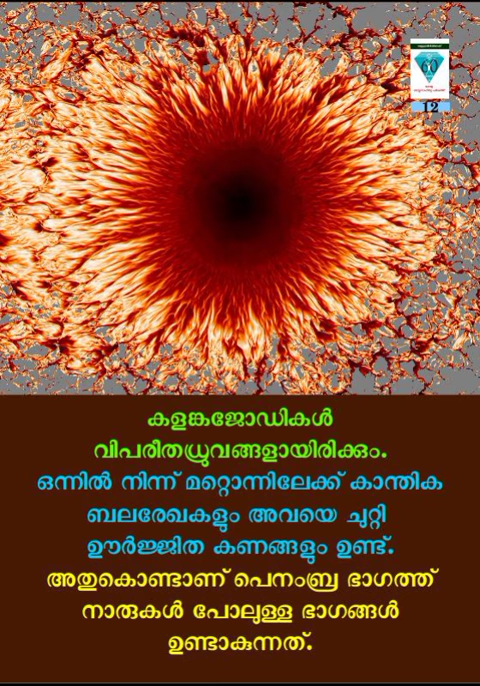 60
12
കളങ്കജോഡികൾ
വിപരീതധ്രുവങ്ങളായിരിക്കും.
ഒന്നിൽ നിന്ന് മറ്റൊന്നിലേക്ക് കാന്തിക
ബലരേഖകളും അവയെ ചുറ്റി
ഊർജ്ജിത കണങ്ങളും ഉണ്ട്.
അതുകൊണ്ടാണ് പെനംബ്ര ഭാഗത്ത്
നാരുകൾ പോലുള്ള ഭാഗങ്ങൾ
ഉണ്ടാകുന്നത്.